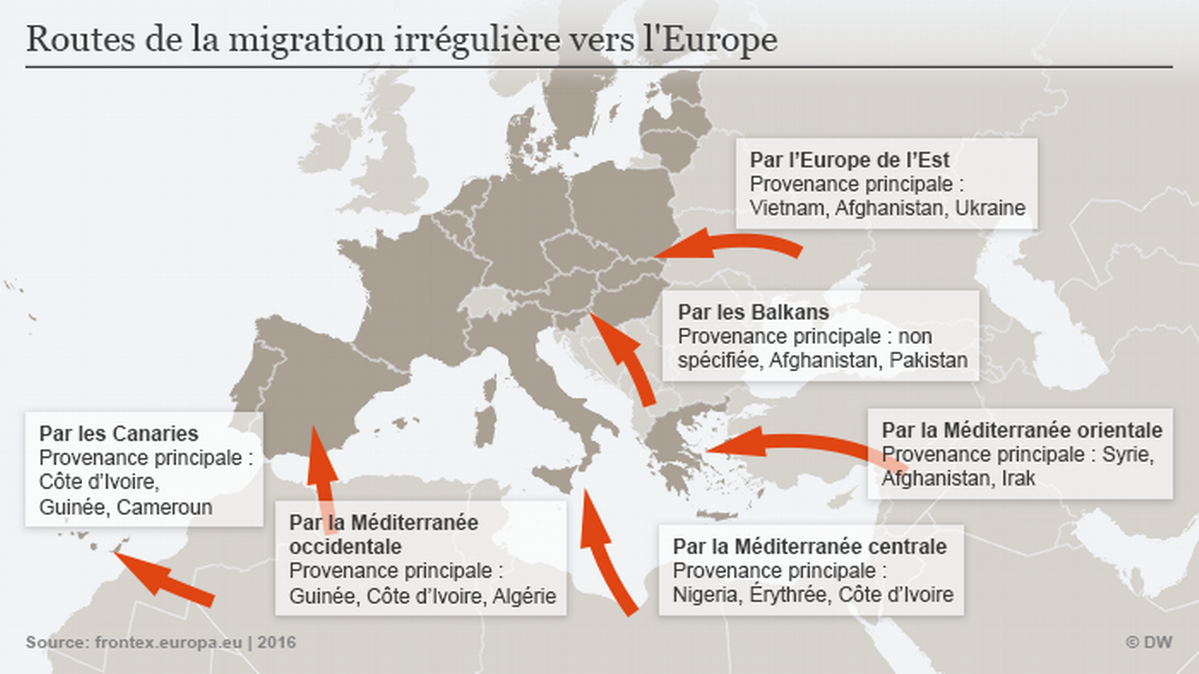 Routes de la migration irrégulière vers l'Europe
Par l’Europe de l’Est
Provenance principale :
Vietnam, Afghanistan, Ukraine
Par les Balkans
Provenance principale : non
spécifiée, Afghanistan, Pakistan
Par la Méditerranée orientale
Provenance principale : Syrie,
Afghanistan, Irak
Par les Canaries
Provenance principale :
Côte d’Ivoire,
Guinée, Cameroun
Par la Méditerranée
occidentale
Provenance principale :
Guinée, Côte d’Ivoire, Algérie
Par la Méditerranée centrale
Provenance principale :
Nigeria, Érythrée, Côte d’Ivoire
Source: frontex.europa.eu | 2016
© DW